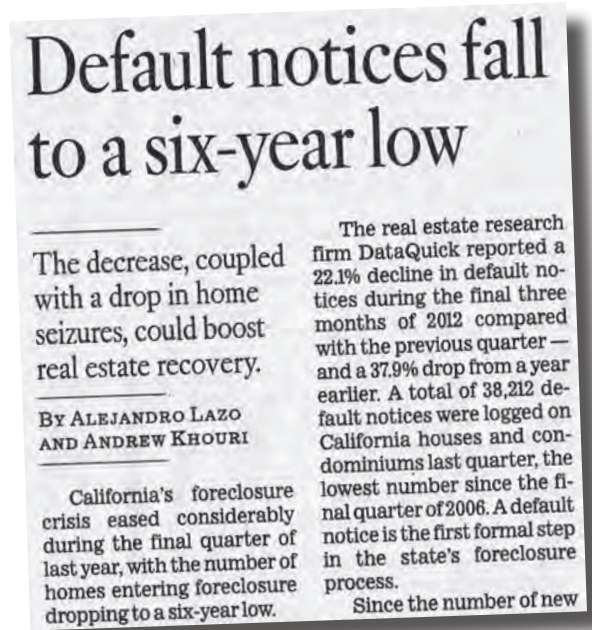 Default notices fall
to a six-year low
The decrease, coupled
with a drop in home
seizures, could boost
real estate recovery.
BY ALEJANDRO LAZO
AND ANDREW KHOURI
California's foreclosure
crisis eased considerably
during the final quarter of
last year, with the number of
homes entering foreclosure
dropping to a six-year low.
The real estate research
firm DataQuick reported a
22.1% decline in default no-
tices during the final three
months of 2012 compared
with the previous quarter —
and a 37.9% drop from a year
earlier. A total of 38,212 de-
fault notices were logged on
California houses and con-
dominiums last quarter, the
lowest number since the fi-
nal quarter of 2006. A default
notice is the first formal step
in the state's foreclosure
process.
Since the number of new